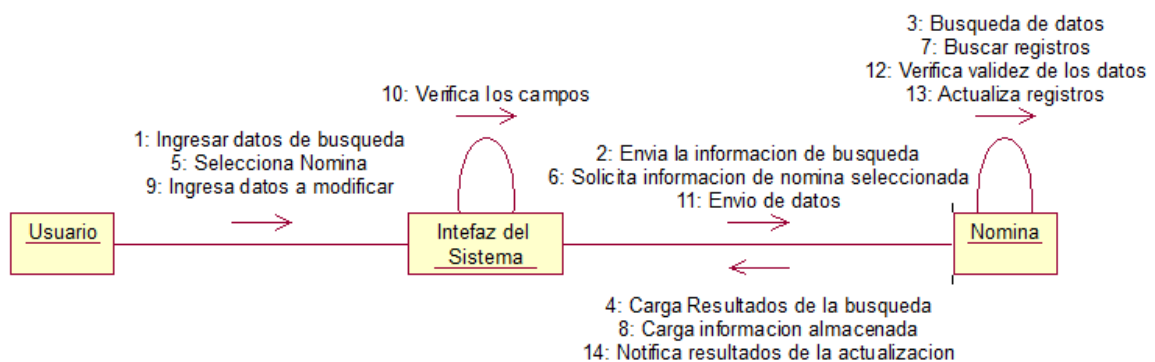 3: Busqueda de datos
7: Buscar registros
12: Verifica validez de los datos
13: Actualiza registros
10: Verifica los campos
1: Ingresar datos de busqueda
5: Selecciona Nomina
9: Ingresa datos a modificar
2: Envia la informacion de busqueda
6: Solicita informacion de nomina seleccionada
11: Envio de datos
Usuario
Intefaz del
Sistema
Nomina
4: Carga Resultados de la busqueda
8: Carga informacion almacenada
14: Notifica resultados de la actualizacion